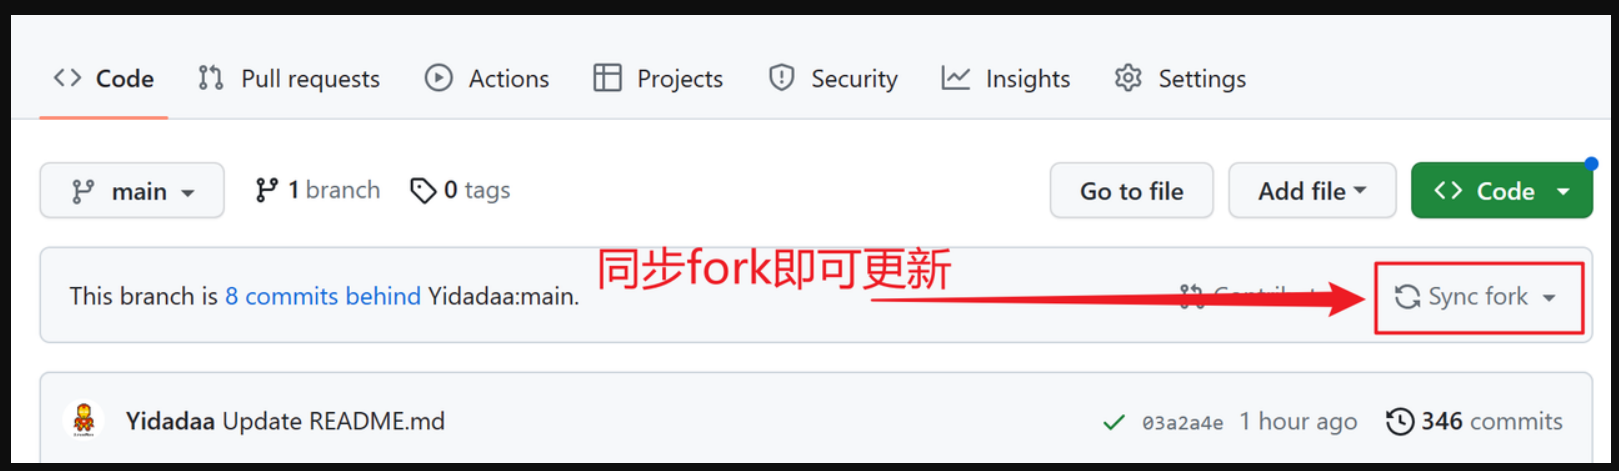 Code Pull requests Actions Projects Security Insights Settings
main 1 branch 0 tags Go to file Add file Code
同步fork即可更新
This branch is 8 commits behind Yidadaa:main. Sync fork
Yidadaa Update README.md 03a2a4e 1 hour ago 346 commits